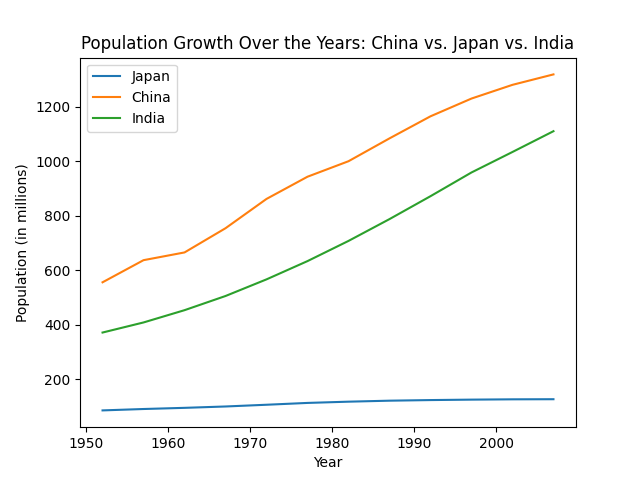 Population Growth Over the Years: China vs. Japan vs. India
Japan
China
India
1200
1000
800
600
400
200
Population (in millions)
1950 1960 1970 1980 1990 2000
Year